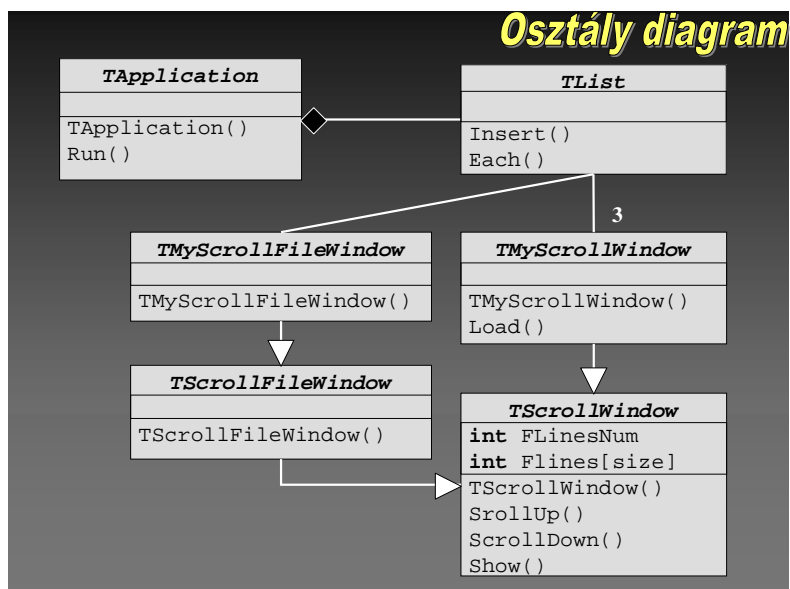 Osztály diagram
TApplication
TApplication()
Run()
TList
Insert()
Each()
3
TMyScrollFileWindow
TMyScrollFileWindow()
TMyScrollWindow
TMyScrollWindow()
Load()
TScrollFileWindow
TScrollFileWindow()
TScrollWindow
int FLinesNum
int Flines[size]
TScrollWindow()
SrollUp()
ScrollDown()
Show()